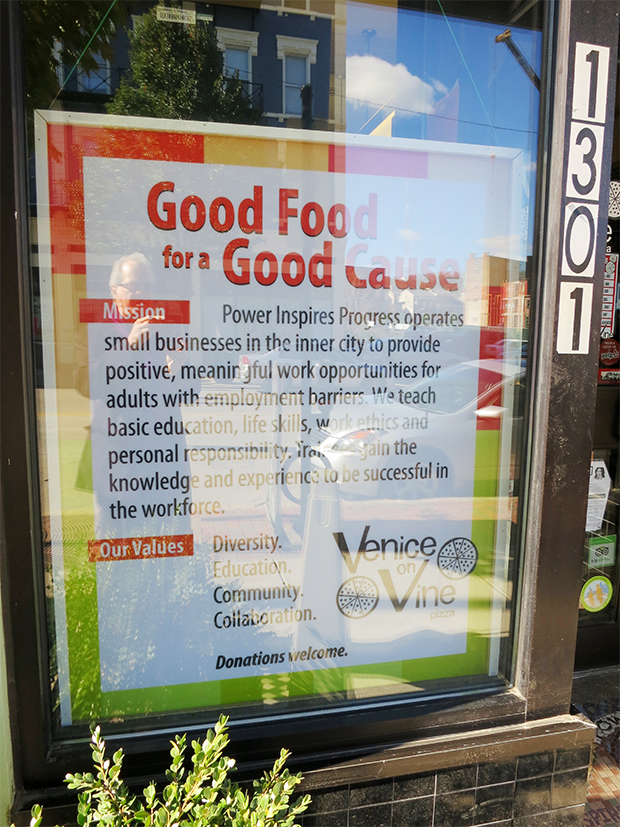 Good Food
for a Good Cause
Mission
Power Inspires Progress operates
small businesses in the inner city to provide
positive, meaningful work opportunities for
adults with employment barriers. We teach
basic education, life skills, work ethics and
personal responsibility. Trainees gain the
knowledge and experience to be successful in
the workforce.
Our Values
Diversity.
Education.
Community.
Collaboration.
Venice
on
Vine
pizza
Donations welcome.
1301